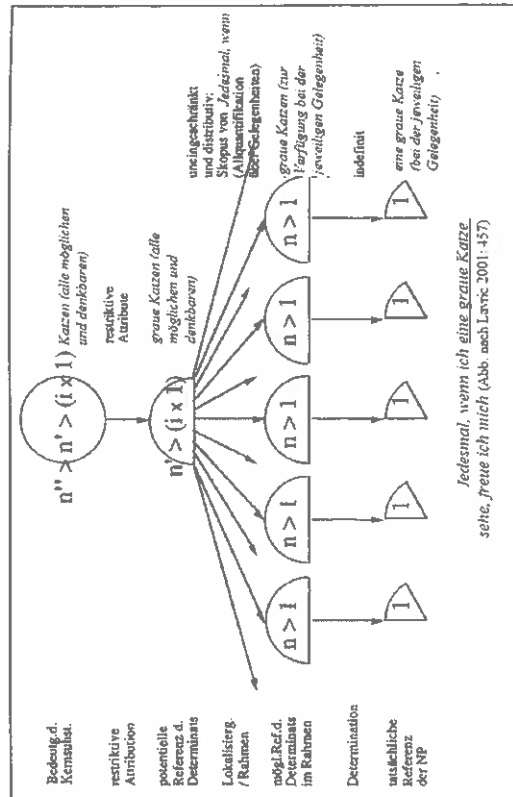 Bedeutg. d.
Kernsubst.
n'' > n' > (i x 1)
Katzen (alle möglichen
und denkbaren)
restriktive
Attribution
restriktive
Attribute
potentielle
Referenz d.
Determinats
n' > (i x 1)
graue Katzen (alle
möglichen und
denkbaren)
Lokalisierg.
/ Rahmen
uneingeschränkt
und distributiv:
Skopus von Jedesmal, wenn
(Allquantifikation
über Gelegenheiten)
mögl.Ref.d.
Determinats
im Rahmen
n > 1
n > 1
n > 1
n > 1
n > 1
graue Katzen (zur
Verfügung bei der
jeweiligen Gelegenheit)
Determination
indefinit
tatsächliche
Referenz
der NP
1
1
1
1
1
eine graue Katze
(bei der jeweiligen
Gelegenheit)
Jedesmal, wenn ich eine graue Katze
sehe, freue ich mich (Abb. nach Lavric 2001: 457)